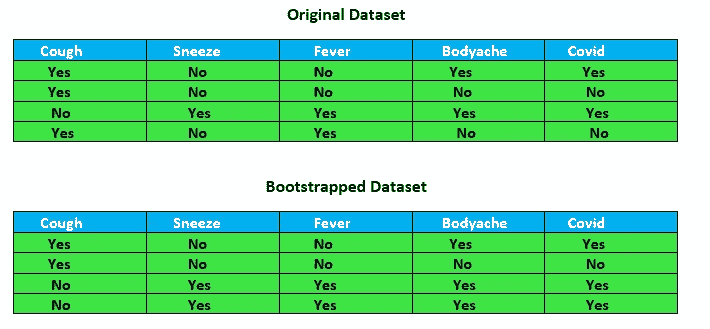 Original Dataset
Cough Sneeze Fever Bodyache Covid
Yes No No Yes Yes
Yes No No No No
No Yes Yes Yes Yes
Yes No Yes No No
Bootstrapped Dataset
Cough Sneeze Fever Bodyache Covid
Yes No No Yes Yes
Yes No No No No
No Yes Yes Yes Yes
No Yes Yes Yes Yes